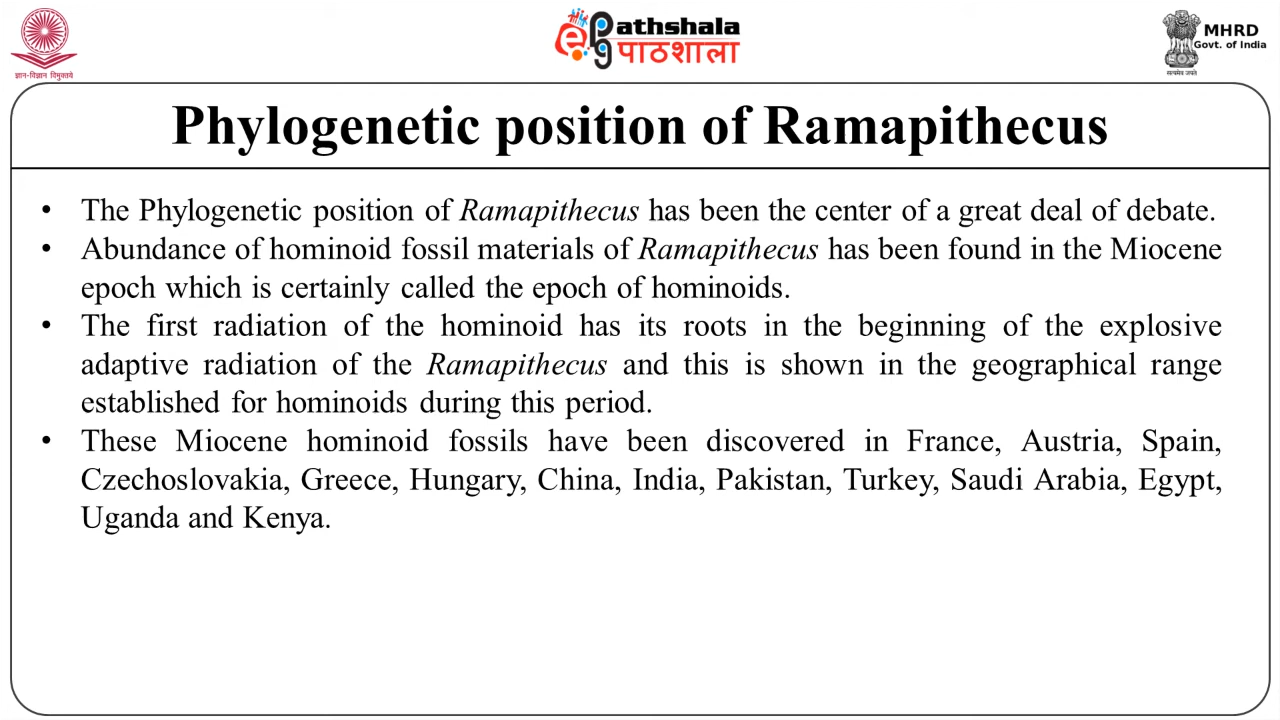 ज्ञान-विज्ञान विमुक्तये
ePathshala
पाठशाला
MHRD
Govt. of India
सत्यमेव जयते
Phylogenetic position of Ramapithecus
• The Phylogenetic position of Ramapithecus has been the center of a great deal of debate.
• Abundance of hominoid fossil materials of Ramapithecus has been found in the Miocene
epoch which is certainly called the epoch of hominoids.
• The first radiation of the hominoid has its roots in the beginning of the explosive
adaptive radiation of the Ramapithecus and this is shown in the geographical range
established for hominoids during this period.
• These Miocene hominoid fossils have been discovered in France, Austria, Spain,
Czechoslovakia, Greece, Hungary, China, India, Pakistan, Turkey, Saudi Arabia, Egypt,
Uganda and Kenya.